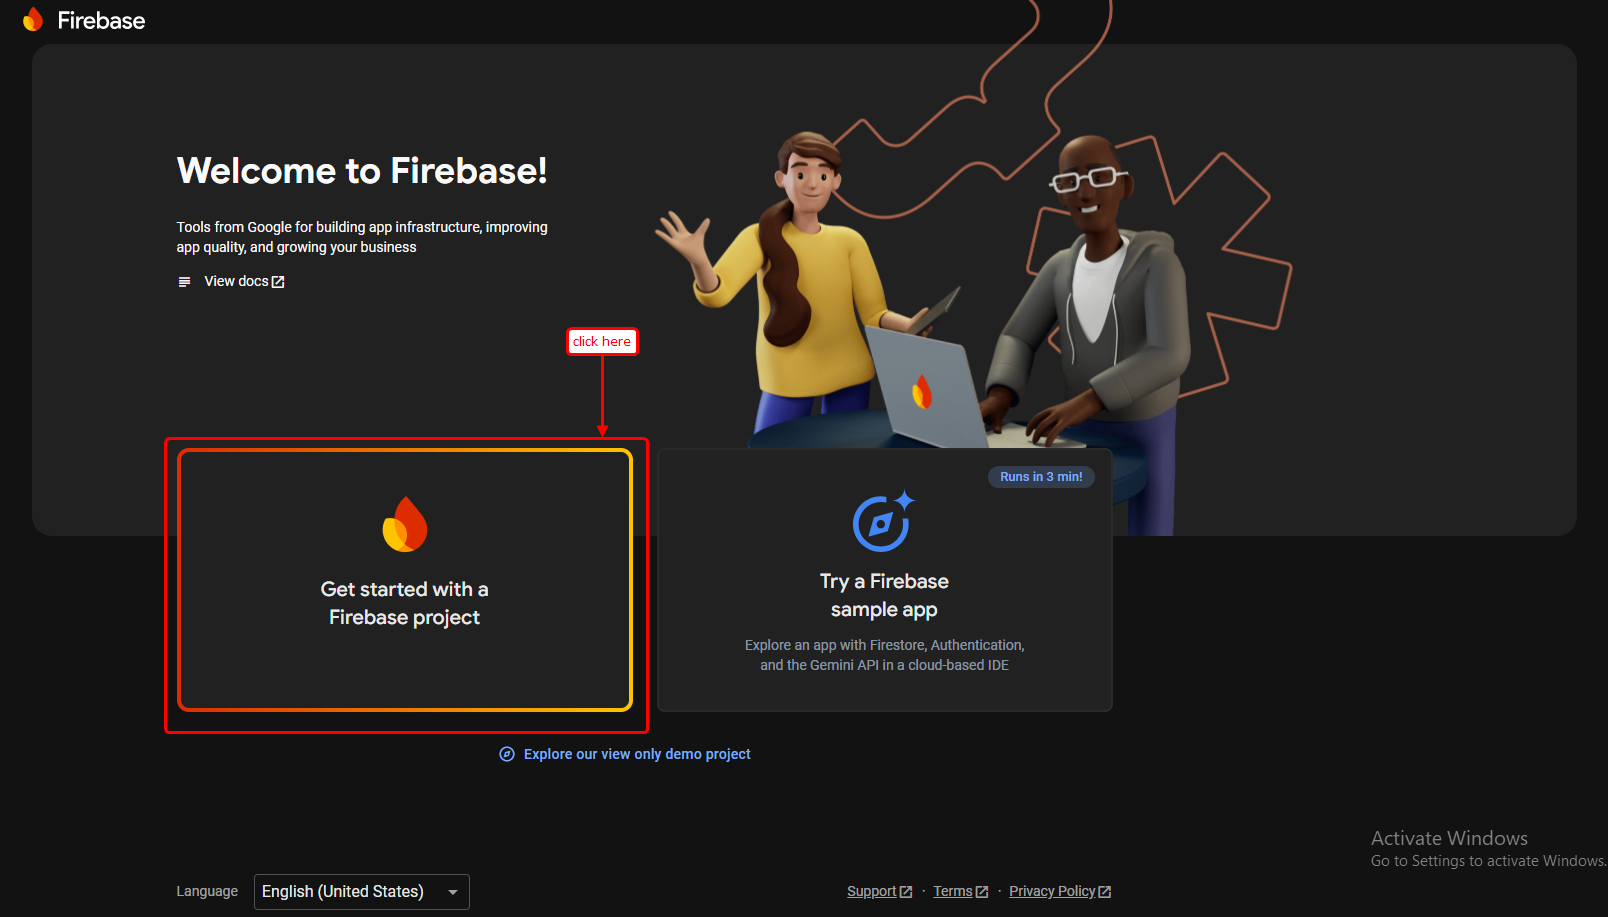 Firebase
Welcome to Firebase!
Tools from Google for building app infrastructure, improving
app quality, and growing your business
View docs
click here
Get started with a
Firebase project
Runs in 3 min!
Try a Firebase
sample app
Explore an app with Firestore, Authentication,
and the Gemini API in a cloud-based IDE
Explore our view only demo project
Activate Windows
Go to Settings to activate Windows.
Language English (United States)
Support · Terms · Privacy Policy